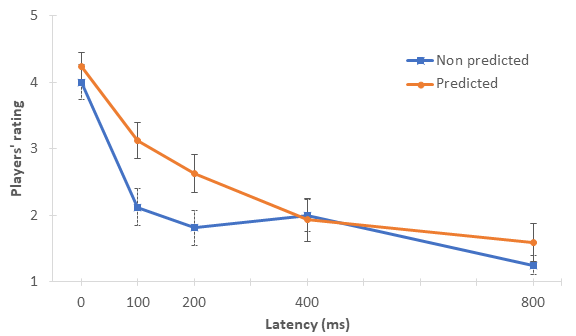 5
4
3
2
1
Players' rating
Non predicted
Predicted
0 100 200 400 800
Latency (ms)